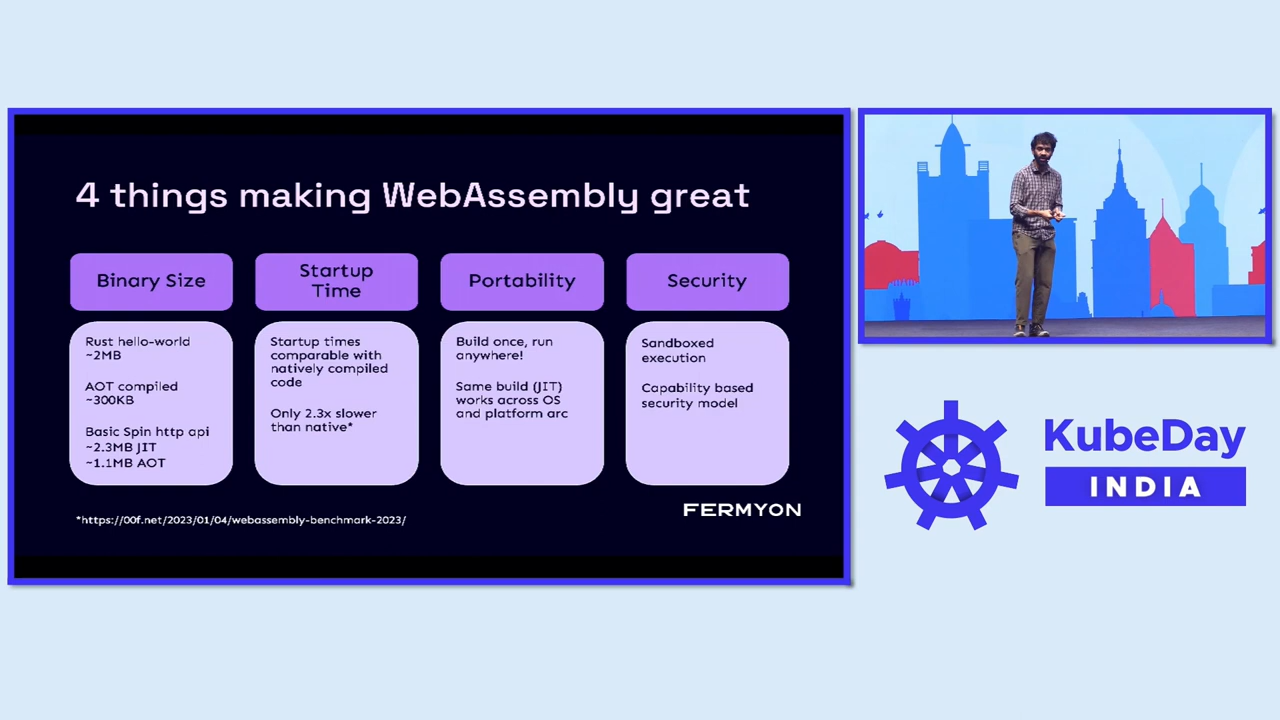 4 things making WebAssembly great
Binary Size
Rust hello-world
~2MB
AOT compiled
~300KB
Basic Spin http api
~2.3MB JIT
~1.1MB AOT
Startup
Time
Startup times
comparable with
natively compiled
code
Only 2.3x slower
than native*
Portability
Build once, run
anywhere!
Same build (JIT)
works across OS
and platform arc
Security
Sandboxed
execution
Capability based
security model
*https://00f.net/2023/01/04/webassembly-benchmark-2023/
FERMYON
KubeDay
INDIA